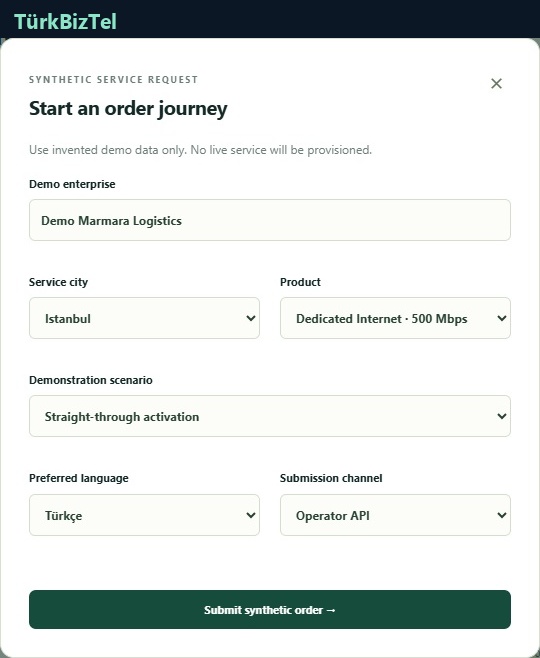 TürkBizTel
SYNTHETIC SERVICE REQUEST
×
Start an order journey
Use invented demo data only. No live service will be provisioned.
Demo enterprise
Demo Marmara Logistics
Service city
Product
Istanbul
Dedicated Internet · 500 Mbps
Demonstration scenario
Straight-through activation
Preferred language
Submission channel
Türkçe
Operator API
Submit synthetic order →